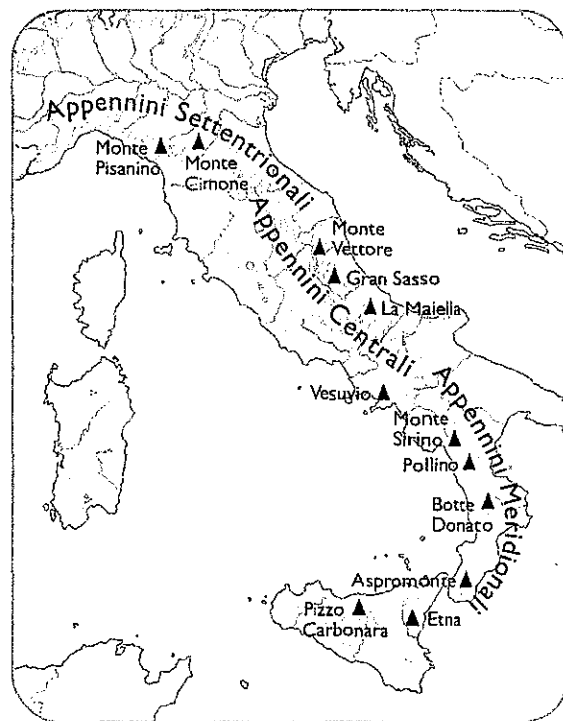 Appennini Settentrionali
Monte
Pisanino
Monte
Cimone
Appennini Centrali
Monte
Vettore
Gran Sasso
La Maiella
Appennini Meridionali
Vesuvio
Monte
Sirino
Pollino
Botte
Donato
Aspromonte
Pizzo
Carbonara
Etna